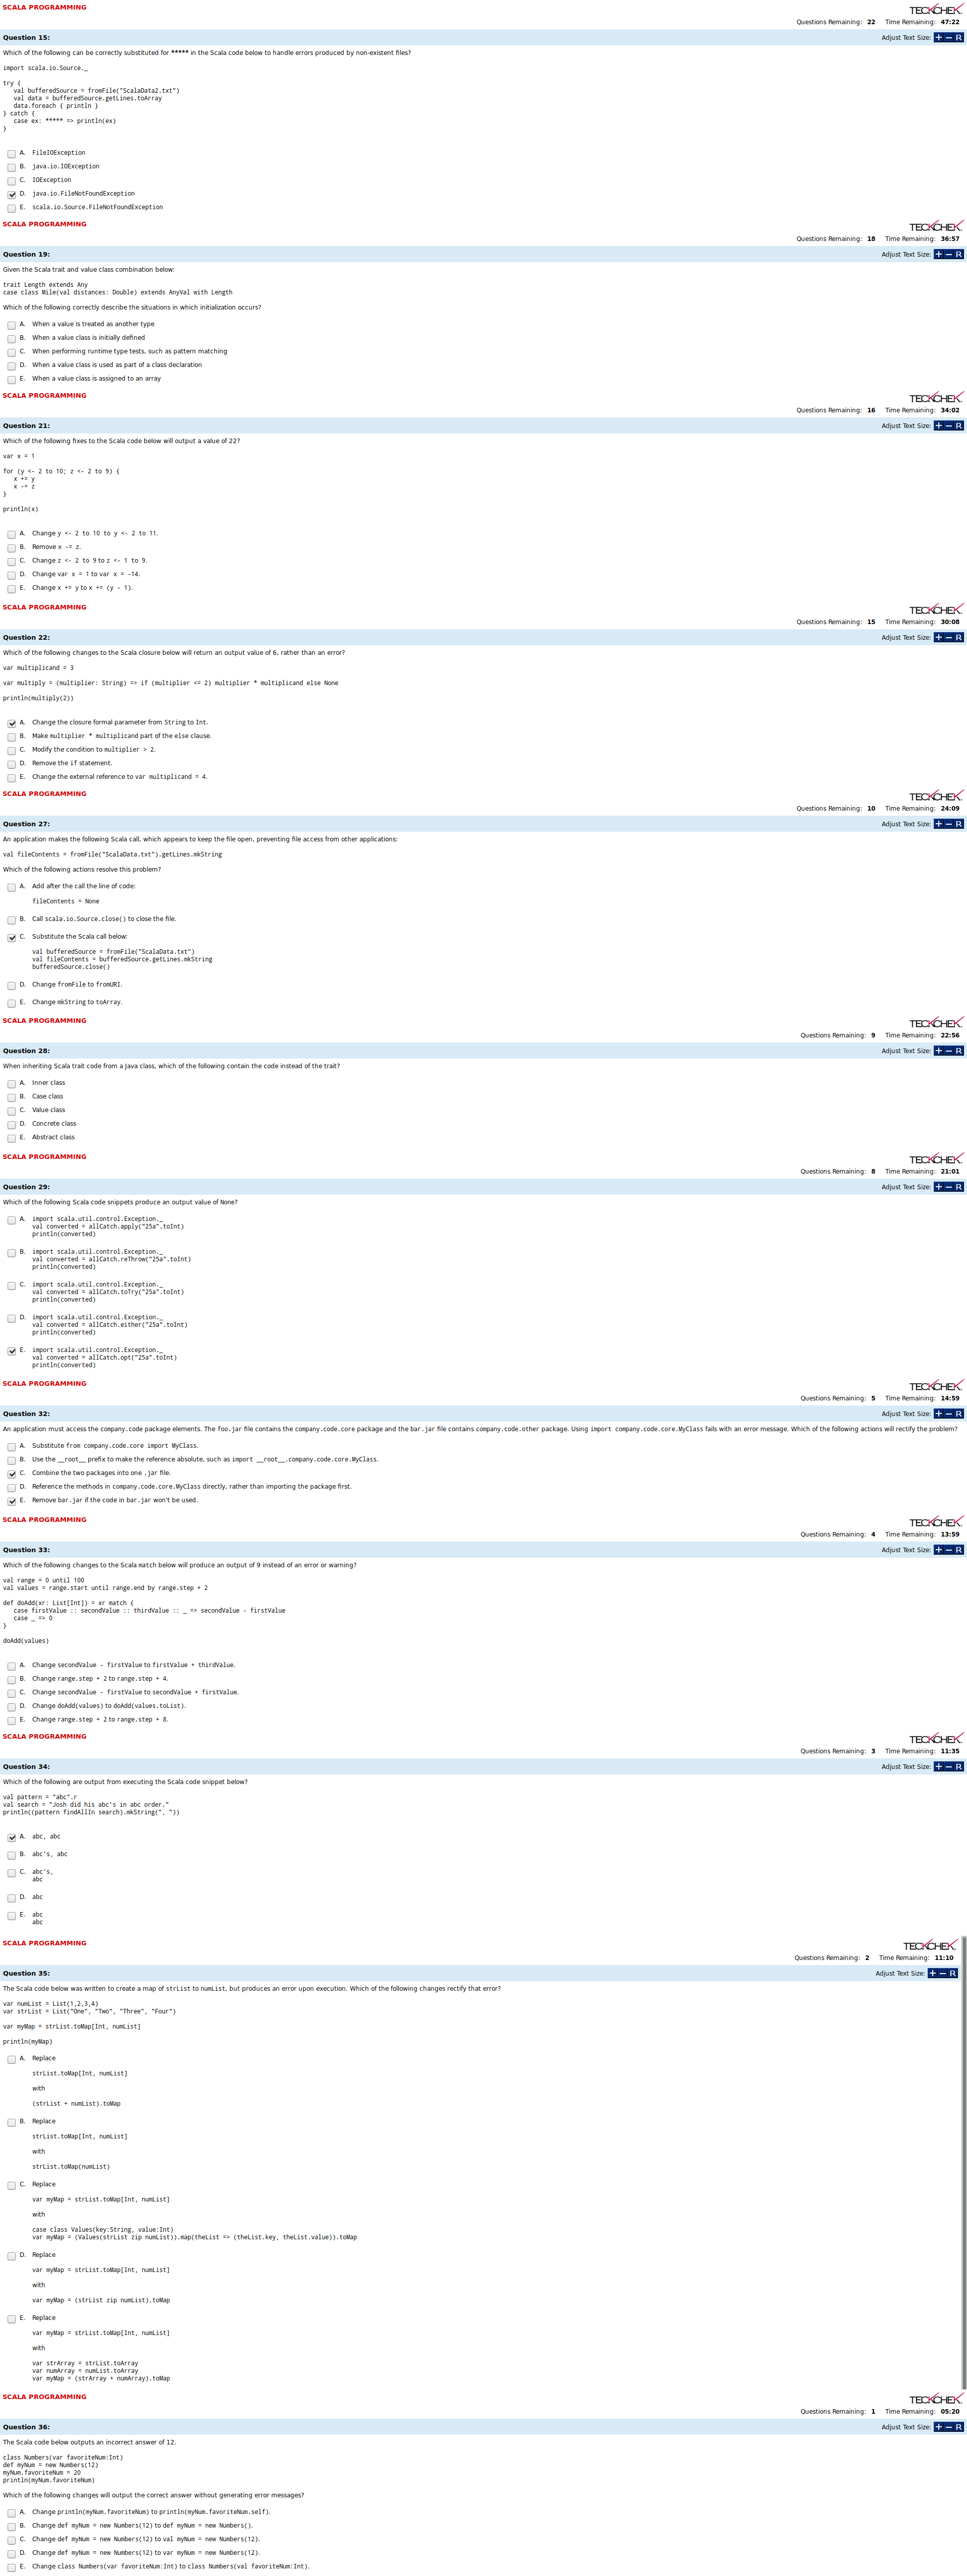 SCALA PROGRAMMING
TECKCHEK
Questions Remaining: 22 Time Remaining: 47:22
Question 15:
Adjust Text Size: + − R
Which of the following can be correctly substituted for ***** in the Scala code below to handle errors produced by non-existent files?
import scala.io.Source._
try {
val bufferedSource = fromFile("ScalaData2.txt")
val data = bufferedSource.getLines.toArray
data.foreach { println }
} catch {
case ex: ***** => println(ex)
}
A. FileIOException
B. java.io.IOException
C. IOException
D. java.io.FileNotFoundException
E. scala.io.Source.FileNotFoundException
SCALA PROGRAMMING
TECKCHEK
Questions Remaining: 18 Time Remaining: 36:57
Question 19:
Adjust Text Size: + − R
Given the Scala trait and value class combination below:
trait Length extends Any
case class Mile(val distances: Double) extends AnyVal with Length
Which of the following correctly describe the situations in which initialization occurs?
A. When a value is treated as another type
B. When a value class is initially defined
C. When performing runtime type tests, such as pattern matching
D. When a value class is used as part of a class declaration
E. When a value class is assigned to an array
SCALA PROGRAMMING
TECKCHEK
Questions Remaining: 16 Time Remaining: 34:02
Question 21:
Adjust Text Size: + − R
Which of the following fixes to the Scala code below will output a value of 22?
var x = 1
for (y <- 2 to 10; z <- 2 to 9) {
x += y
x -= z
}
println(x)
A. Change y <- 2 to 10 to y <- 2 to 11.
B. Remove x -= z.
C. Change z <- 2 to 9 to z <- 1 to 9.
D. Change var x = 1 to var x = -14.
E. Change x += y to x += (y - 1).
SCALA PROGRAMMING
TECKCHEK
Questions Remaining: 15 Time Remaining: 30:08
Question 22:
Adjust Text Size: + − R
Which of the following changes to the Scala closure below will return an output value of 6, rather than an error?
var multiplicand = 3
var multiply = (multiplier: String) => if (multiplier <= 2) multiplier * multiplicand else None
println(multiply(2))
A. Change the closure formal parameter from String to Int.
B. Make multiplier * multiplicand part of the else clause.
C. Modify the condition to multiplier > 2.
D. Remove the if statement.
E. Change the external reference to var multiplicand = 4.
SCALA PROGRAMMING
TECKCHEK
Questions Remaining: 10 Time Remaining: 24:09
Question 27:
Adjust Text Size: + − R
An application makes the following Scala call, which appears to keep the file open, preventing file access from other applications:
val fileContents = fromFile("ScalaData.txt").getLines.mkString
Which of the following actions resolve this problem?
A. Add after the call the line of code:
fileContents = None
B. Call scala.io.Source.close() to close the file.
C. Substitute the Scala call below:
val bufferedSource = fromFile("ScalaData.txt")
val fileContents = bufferedSource.getLines.mkString
bufferedSource.close()
D. Change fromFile to fromURI.
E. Change mkString to toArray.
SCALA PROGRAMMING
TECKCHEK
Questions Remaining: 9 Time Remaining: 22:56
Question 28:
Adjust Text Size: + − R
When inheriting Scala trait code from a Java class, which of the following contain the code instead of the trait?
A. Inner class
B. Case class
C. Value class
D. Concrete class
E. Abstract class
SCALA PROGRAMMING
TECKCHEK
Questions Remaining: 8 Time Remaining: 21:01
Question 29:
Adjust Text Size: + − R
Which of the following Scala code snippets produce an output value of None?
A. import scala.util.control.Exception._
val converted = allCatch.apply("25a".toInt)
println(converted)
B. import scala.util.control.Exception._
val converted = allCatch.reThrow("25a".toInt)
println(converted)
C. import scala.util.control.Exception._
val converted = allCatch.toTry("25a".toInt)
println(converted)
D. import scala.util.control.Exception._
val converted = allCatch.either("25a".toInt)
println(converted)
E. import scala.util.control.Exception._
val converted = allCatch.opt("25a".toInt)
println(converted)
SCALA PROGRAMMING
TECKCHEK
Questions Remaining: 5 Time Remaining: 14:59
Question 32:
Adjust Text Size: + − R
An application must access the company.code package elements. The foo.jar file contains the company.code.core package and the bar.jar file contains company.code.other package. Using import company.code.core.MyClass fails with an error message. Which of the following actions will rectify the problem?
A. Substitute from company.code.core import MyClass.
B. Use the __root__ prefix to make the reference absolute, such as import __root__.company.code.core.MyClass.
C. Combine the two packages into one .jar file.
D. Reference the methods in company.code.core.MyClass directly, rather than importing the package first.
E. Remove bar.jar if the code in bar.jar won't be used.
SCALA PROGRAMMING
TECKCHEK
Questions Remaining: 4 Time Remaining: 13:59
Question 33:
Adjust Text Size: + − R
Which of the following changes to the Scala match below will produce an output of 9 instead of an error or warning?
val range = 0 until 100
val values = range.start until range.end by range.step + 2
def doAdd(xr: List[Int]) = xr match {
case firstValue :: secondValue :: thirdValue :: _ => secondValue - firstValue
case _ => 0
}
doAdd(values)
A. Change secondValue - firstValue to firstValue + thirdValue.
B. Change range.step + 2 to range.step + 4.
C. Change secondValue - firstValue to secondValue + firstValue.
D. Change doAdd(values) to doAdd(values.toList).
E. Change range.step + 2 to range.step + 8.
SCALA PROGRAMMING
TECKCHEK
Questions Remaining: 3 Time Remaining: 11:35
Question 34:
Adjust Text Size: + − R
Which of the following are output from executing the Scala code snippet below?
val pattern = "abc".r
val search = "Josh did his abc's in abc order."
println((pattern findAllIn search).mkString(", "))
A. abc, abc
B. abc's, abc
C. abc's,
abc
D. abc
E. abc
abc
SCALA PROGRAMMING
TECKCHEK
Questions Remaining: 2 Time Remaining: 11:10
Question 35:
Adjust Text Size: + − R
The Scala code below was written to create a map of strList to numList, but produces an error upon execution. Which of the following changes rectify that error?
var numList = List(1,2,3,4)
var strList = List("One", "Two", "Three", "Four")
var myMap = strList.toMap[Int, numList]
println(myMap)
A. Replace
strList.toMap[Int, numList]
with
(strList + numList).toMap
B. Replace
strList.toMap[Int, numList]
with
strList.toMap(numList)
C. Replace
var myMap = strList.toMap[Int, numList]
with
case class Values(key:String, value:Int)
var myMap = (Values(strList zip numList)).map(theList => (theList.key, theList.value)).toMap
D. Replace
var myMap = strList.toMap[Int, numList]
with
var myMap = (strList zip numList).toMap
E. Replace
var myMap = strList.toMap[Int, numList]
with
var strArray = strList.toArray
var numArray = numList.toArray
var myMap = (strArray + numArray).toMap
SCALA PROGRAMMING
TECKCHEK
Questions Remaining: 1 Time Remaining: 05:20
Question 36:
Adjust Text Size: + − R
The Scala code below outputs an incorrect answer of 12.
class Numbers(var favoriteNum:Int)
def myNum = new Numbers(12)
myNum.favoriteNum = 20
println(myNum.favoriteNum)
Which of the following changes will output the correct answer without generating error messages?
A. Change println(myNum.favoriteNum) to println(myNum.favoriteNum.self).
B. Change def myNum = new Numbers(12) to def myNum = new Numbers().
C. Change def myNum = new Numbers(12) to val myNum = new Numbers(12).
D. Change def myNum = new Numbers(12) to var myNum = new Numbers(12).
E. Change class Numbers(var favoriteNum:Int) to class Numbers(val favoriteNum:Int).